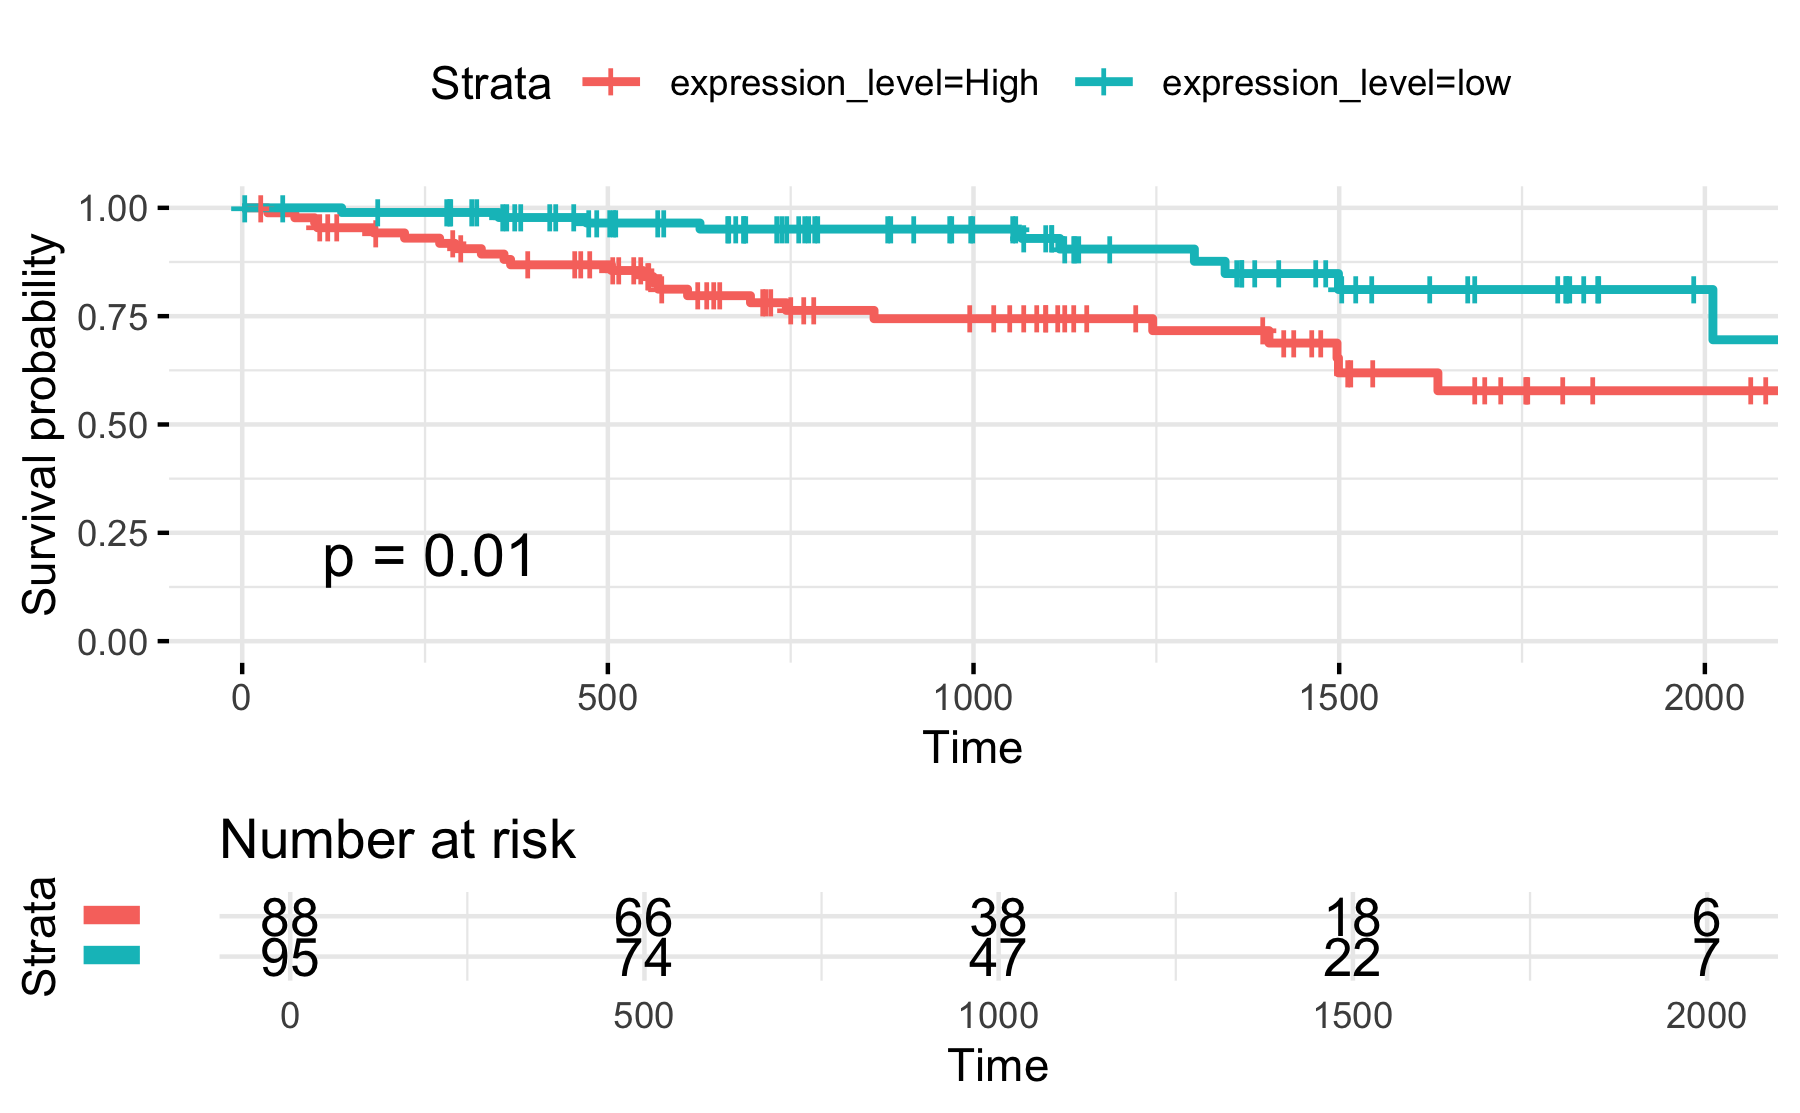 Strata expression_level=High expression_level=low
Survival probability
1.00
0.75
0.50
0.25
0.00
p = 0.01
0 500 1000 1500 2000
Time
Number at risk
Strata
88 66 38 18 6
95 74 47 22 7
0 500 1000 1500 2000
Time